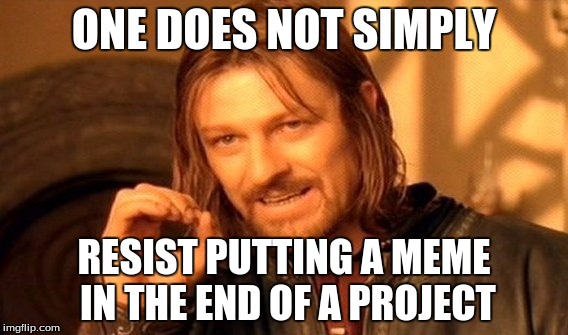 ONE DOES NOT SIMPLY
RESIST PUTTING A MEME
IN THE END OF A PROJECT
imgflip.com